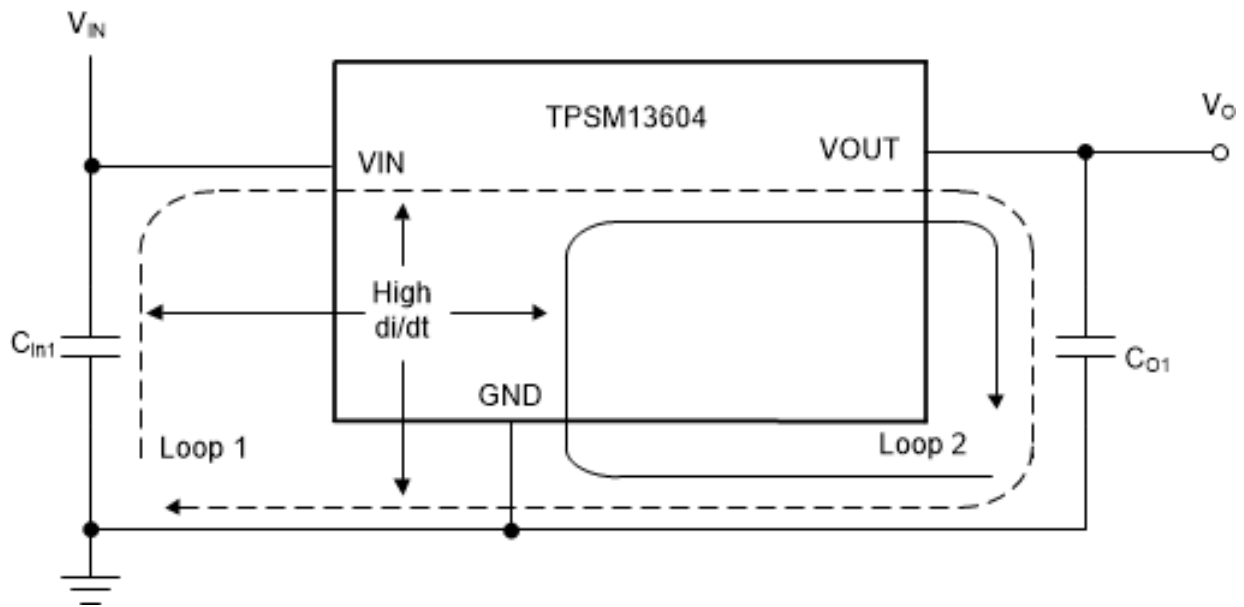 VIN
TPSM13604
VO
VIN
VOUT
High
di/dt
CIn1
CO1
GND
Loop 1
Loop 2